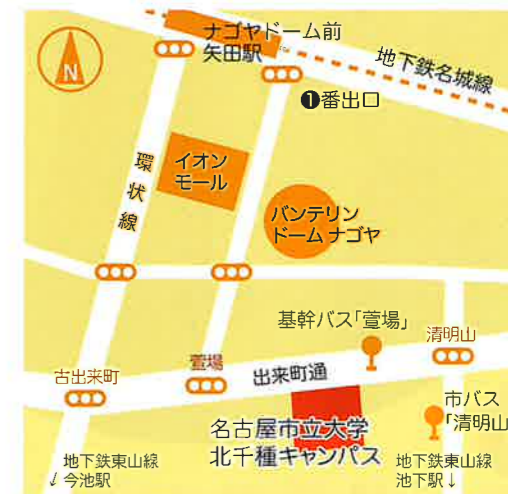 ナゴヤドーム前
矢田駅
地下鉄名城線
N
❶番出口
イオン
モール
環状線
バンテリン
ドーム ナゴヤ
基幹バス「萱場」
清明山
萱場
出来町通
古出来町
市バス
「清明山
名古屋市立大学
北千種キャンパス
地下鉄東山線
↙ 今池駅
地下鉄東山線
池下駅↓